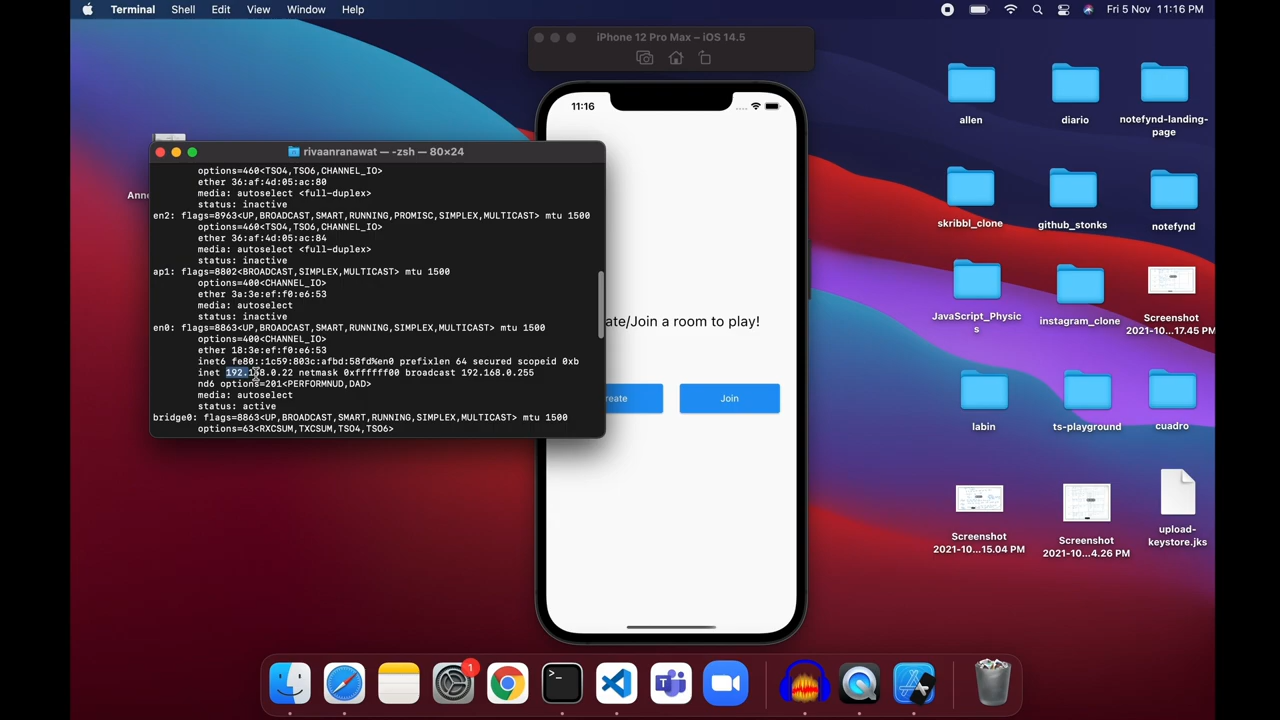 Terminal Shell Edit View Window Help
Fri 5 Nov 11:16 PM
iPhone 12 Pro Max – iOS 14.5
11:16
ate/Join a room to play!
reate
Join
rivaanranawat — -zsh — 80×24
options=460<TSO4,TSO6,CHANNEL_IO>
ether 36:af:4d:05:ac:80
media: autoselect <full-duplex>
status: inactive
en2: flags=8963<UP,BROADCAST,SMART,RUNNING,PROMISC,SIMPLEX,MULTICAST> mtu 1500
options=460<TSO4,TSO6,CHANNEL_IO>
ether 36:af:4d:05:ac:84
media: autoselect <full-duplex>
status: inactive
ap1: flags=8802<BROADCAST,SIMPLEX,MULTICAST> mtu 1500
options=400<CHANNEL_IO>
ether 3a:3e:ef:f0:e6:53
media: autoselect
status: inactive
en0: flags=8863<UP,BROADCAST,SMART,RUNNING,SIMPLEX,MULTICAST> mtu 1500
options=400<CHANNEL_IO>
ether 18:3e:ef:f0:e6:53
inet6 fe80::1c59:803c:afbd:58fd%en0 prefixlen 64 secured scopeid 0xb
inet 192.168.0.22 netmask 0xffffff00 broadcast 192.168.0.255
nd6 options=201<PERFORMNUD,DAD>
media: autoselect
status: active
bridge0: flags=8863<UP,BROADCAST,SMART,RUNNING,SIMPLEX,MULTICAST> mtu 1500
options=63<RXCSUM,TXCSUM,TSO4,TSO6>
Anne
allen
diario
notefynd-landing-
page
skribbl_clone
github_stonks
notefynd
JavaScript_Physic
s
instagram_clone
Screenshot
2021-10...17.45 PM
labin
ts-playground
cuadro
Screenshot
2021-10...15.04 PM
Screenshot
2021-10...4.26 PM
upload-
keystore.jks
1